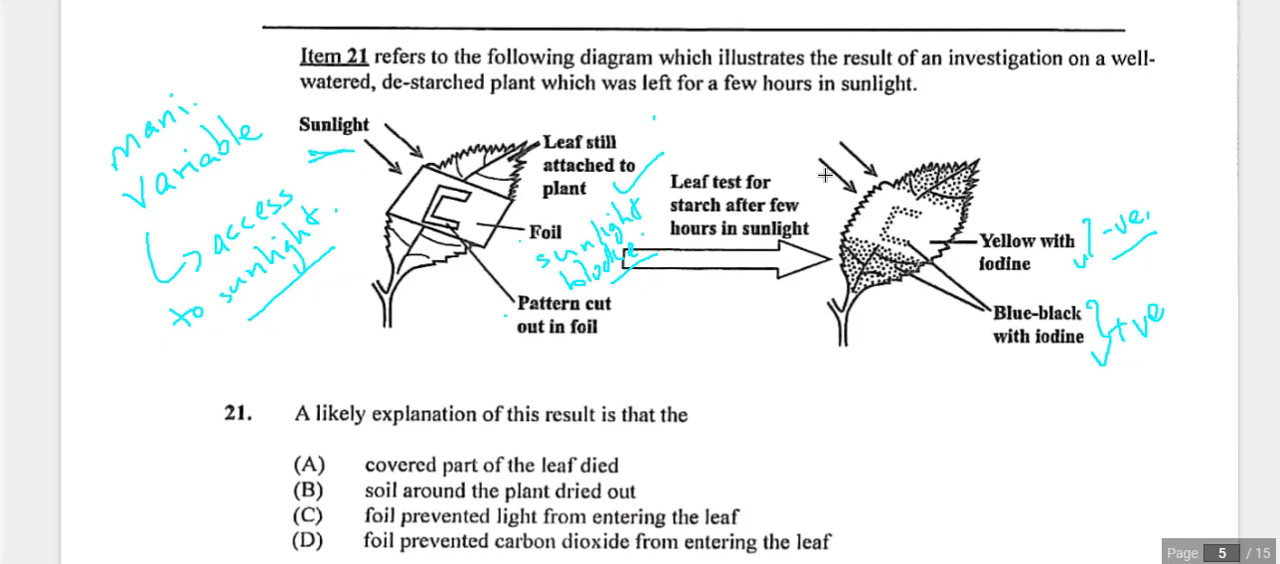 Item 21 refers to the following diagram which illustrates the result of an investigation on a well-
watered, de-starched plant which was left for a few hours in sunlight.
mani.
variable
access
to sunlight.
Sunlight
Leaf still
attached to
plant
Foil
sunlight
Pattern cut
out in foil
Leaf test for
starch after few
hours in sunlight
Yellow with
iodine
-ve.
Blue-black
with iodine
+ve
21. A likely explanation of this result is that the
(A) covered part of the leaf died
(B) soil around the plant dried out
(C) foil prevented light from entering the leaf
(D) foil prevented carbon dioxide from entering the leaf
Page 5 / 15